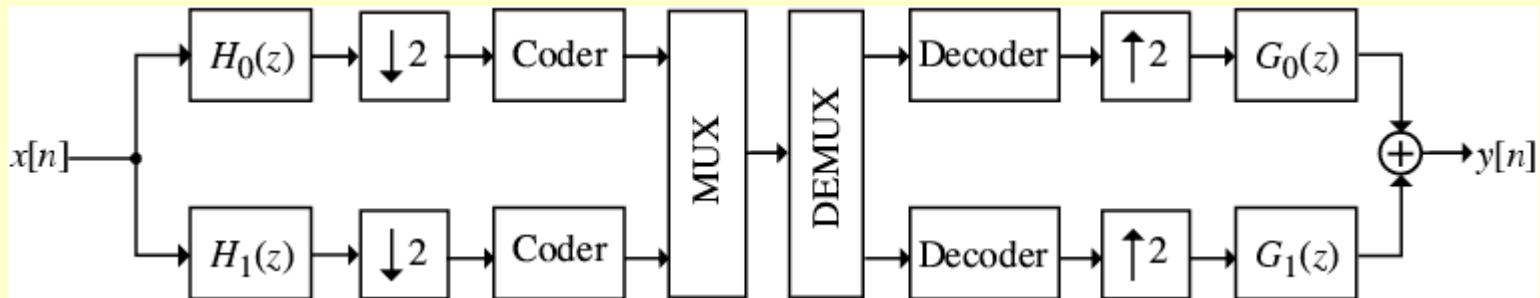 H0(z) ↓2 Coder Decoder ↑2 G0(z)
x[n] MUX DEMUX + y[n]
H1(z) ↓2 Coder Decoder ↑2 G1(z)